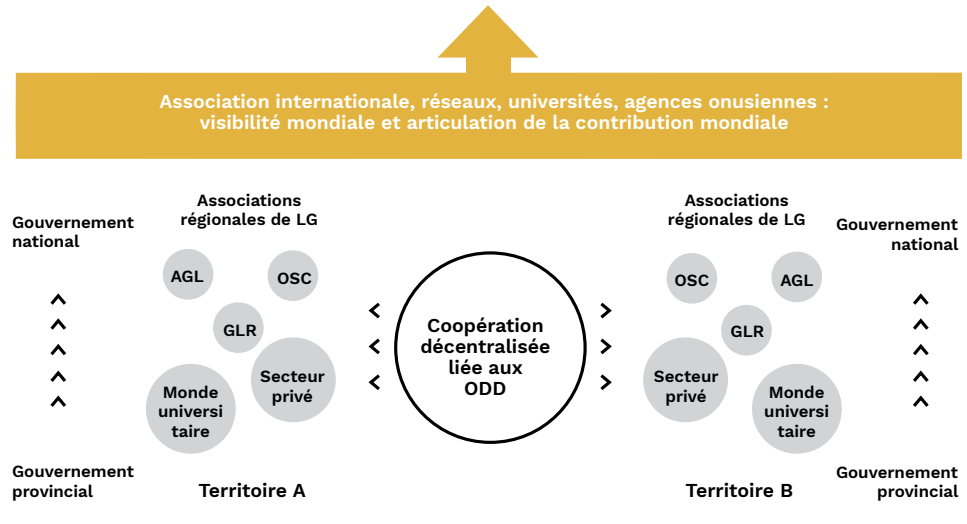 Association internationale, réseaux, universités, agences onusiennes :
visibilité mondiale et articulation de la contribution mondiale
Gouvernement
national
Associations
régionales de LG
AGL
OSC
GLR
Secteur
privé
Monde
universi
taire
Gouvernement
provincial
Territoire A
Coopération
décentralisée
liée aux
ODD
Associations
régionales de LG
Gouvernement
national
OSC
AGL
GLR
Secteur
privé
Monde
universi
taire
Gouvernement
provincial
Territoire B